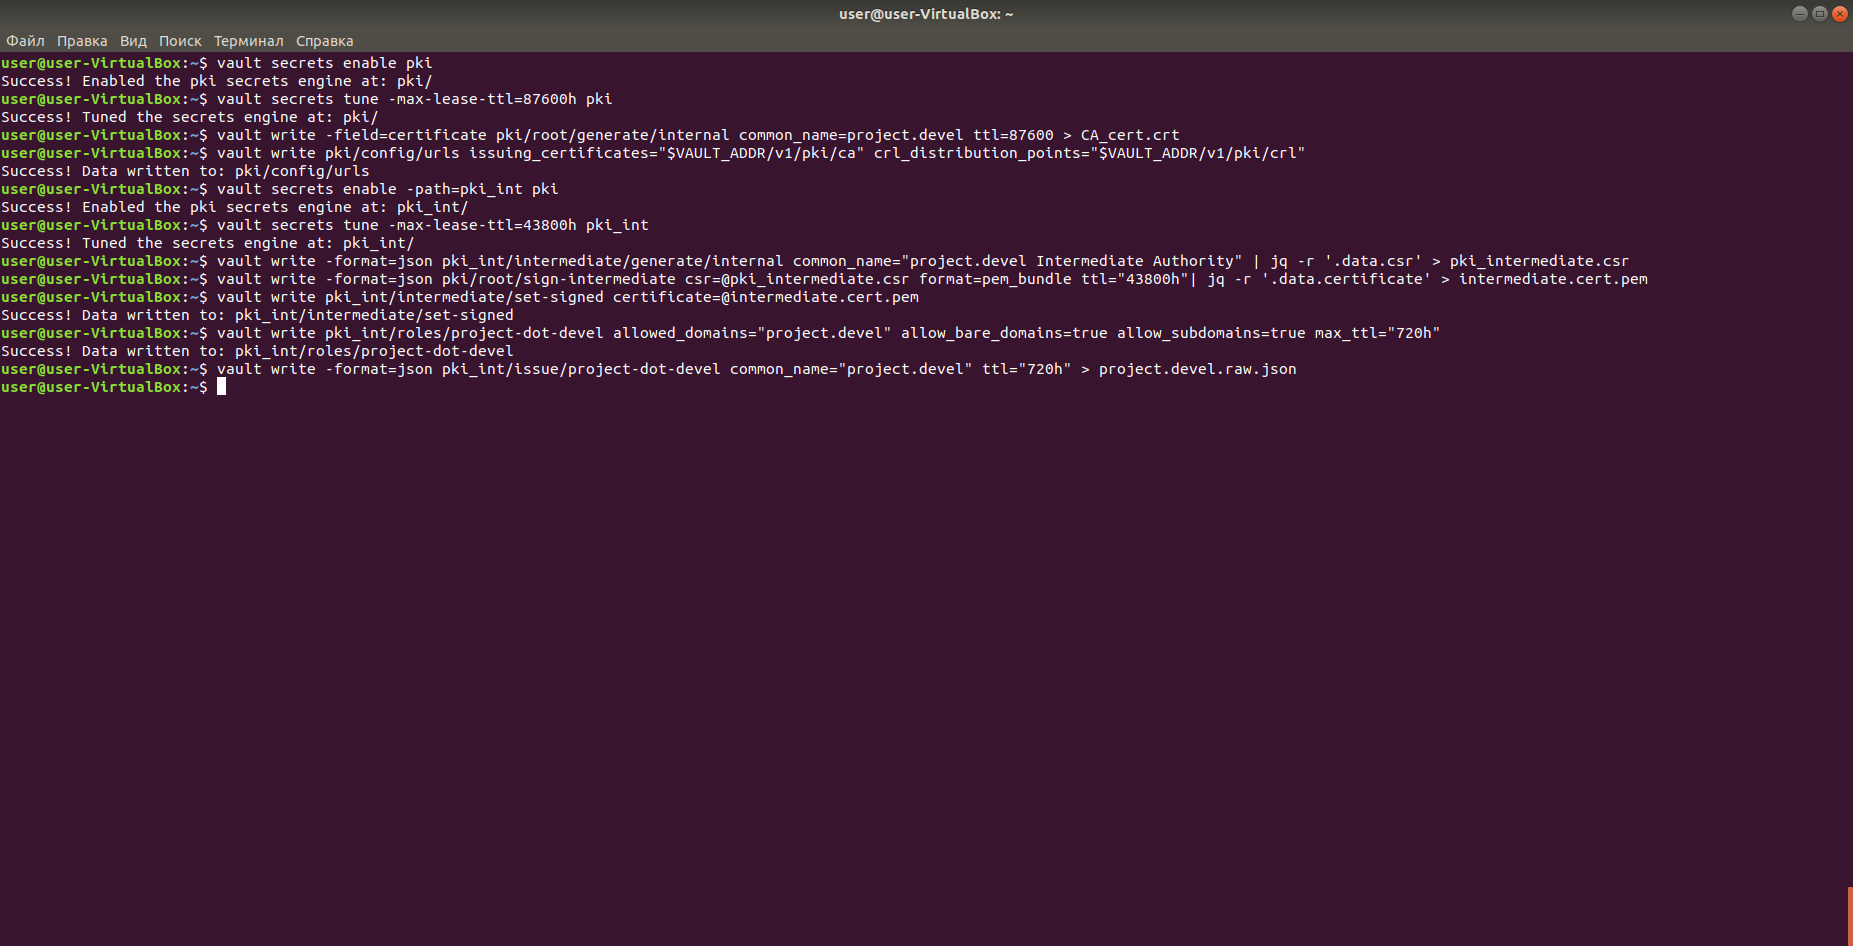 user@user-VirtualBox: ~
Файл Правка Вид Поиск Терминал Справка
user@user-VirtualBox:~$ vault secrets enable pki
Success! Enabled the pki secrets engine at: pki/
user@user-VirtualBox:~$ vault secrets tune -max-lease-ttl=87600h pki
Success! Tuned the secrets engine at: pki/
user@user-VirtualBox:~$ vault write -field=certificate pki/root/generate/internal common_name=project.devel ttl=87600 > CA_cert.crt
user@user-VirtualBox:~$ vault write pki/config/urls issuing_certificates="$VAULT_ADDR/v1/pki/ca" crl_distribution_points="$VAULT_ADDR/v1/pki/crl"
Success! Data written to: pki/config/urls
user@user-VirtualBox:~$ vault secrets enable -path=pki_int pki
Success! Enabled the pki secrets engine at: pki_int/
user@user-VirtualBox:~$ vault secrets tune -max-lease-ttl=43800h pki_int
Success! Tuned the secrets engine at: pki_int/
user@user-VirtualBox:~$ vault write -format=json pki_int/intermediate/generate/internal common_name="project.devel Intermediate Authority" | jq -r '.data.csr' > pki_intermediate.csr
user@user-VirtualBox:~$ vault write -format=json pki/root/sign-intermediate csr=@pki_intermediate.csr format=pem_bundle ttl="43800h"| jq -r '.data.certificate' > intermediate.cert.pem
user@user-VirtualBox:~$ vault write pki_int/intermediate/set-signed certificate=@intermediate.cert.pem
Success! Data written to: pki_int/intermediate/set-signed
user@user-VirtualBox:~$ vault write pki_int/roles/project-dot-devel allowed_domains="project.devel" allow_bare_domains=true allow_subdomains=true max_ttl="720h"
Success! Data written to: pki_int/roles/project-dot-devel
user@user-VirtualBox:~$ vault write -format=json pki_int/issue/project-dot-devel common_name="project.devel" ttl="720h" > project.devel.raw.json
user@user-VirtualBox:~$